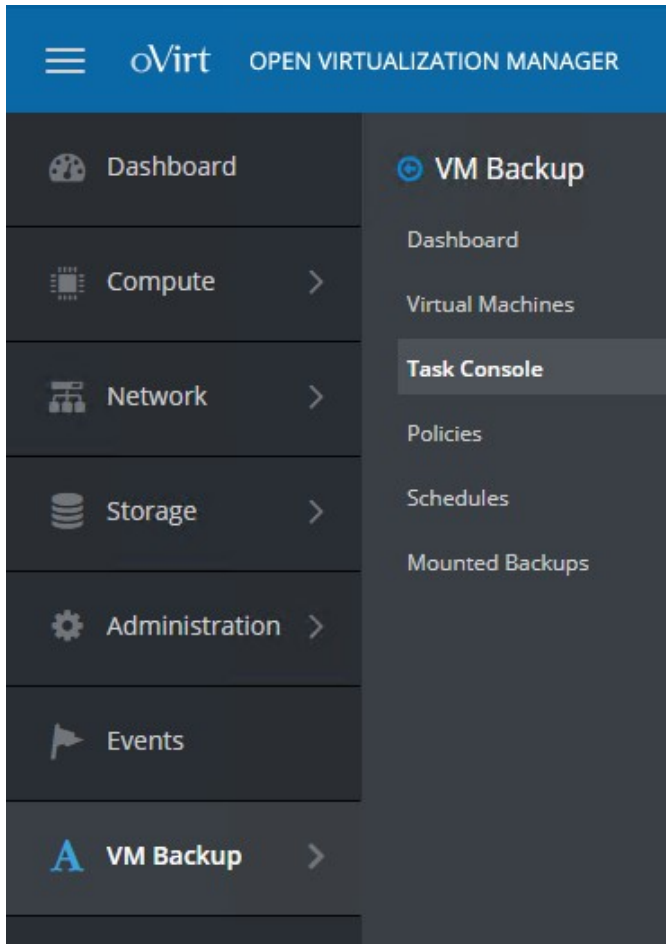 oVirt OPEN VIRTUALIZATION MANAGER
Dashboard
Compute
Network
Storage
Administration
Events
A VM Backup
VM Backup
Dashboard
Virtual Machines
Task Console
Policies
Schedules
Mounted Backups